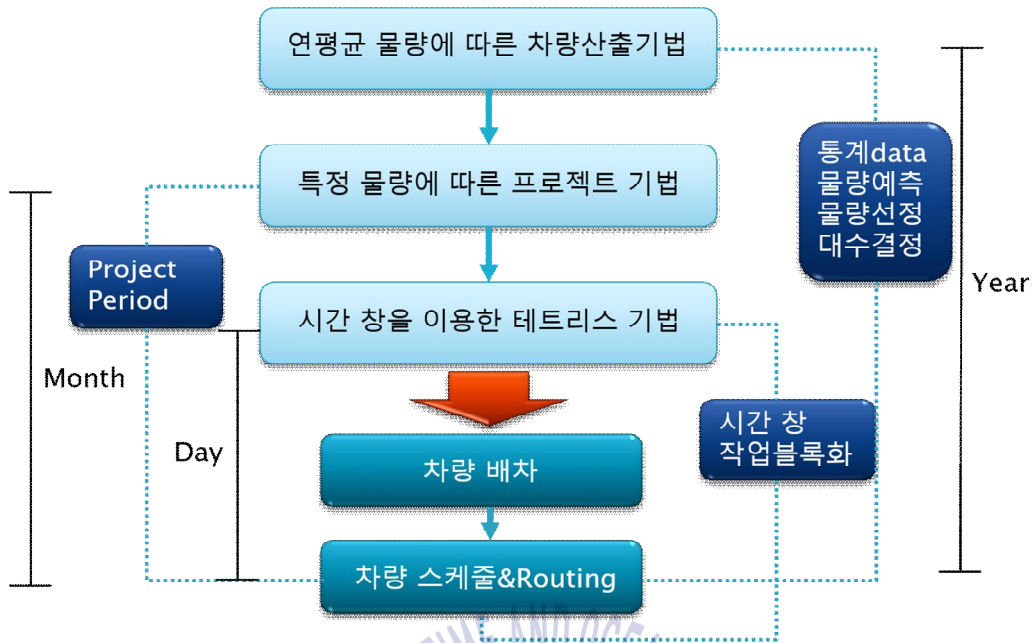 연평균 물량에 따른 차량산출기법
특정 물량에 따른 프로젝트 기법
시간 창을 이용한 테트리스 기법
차량 배차
차량 스케줄&Routing
Project
Period
Month
Day
통계data
물량예측
물량선정
대수결정
Year
시간 창
작업블록화